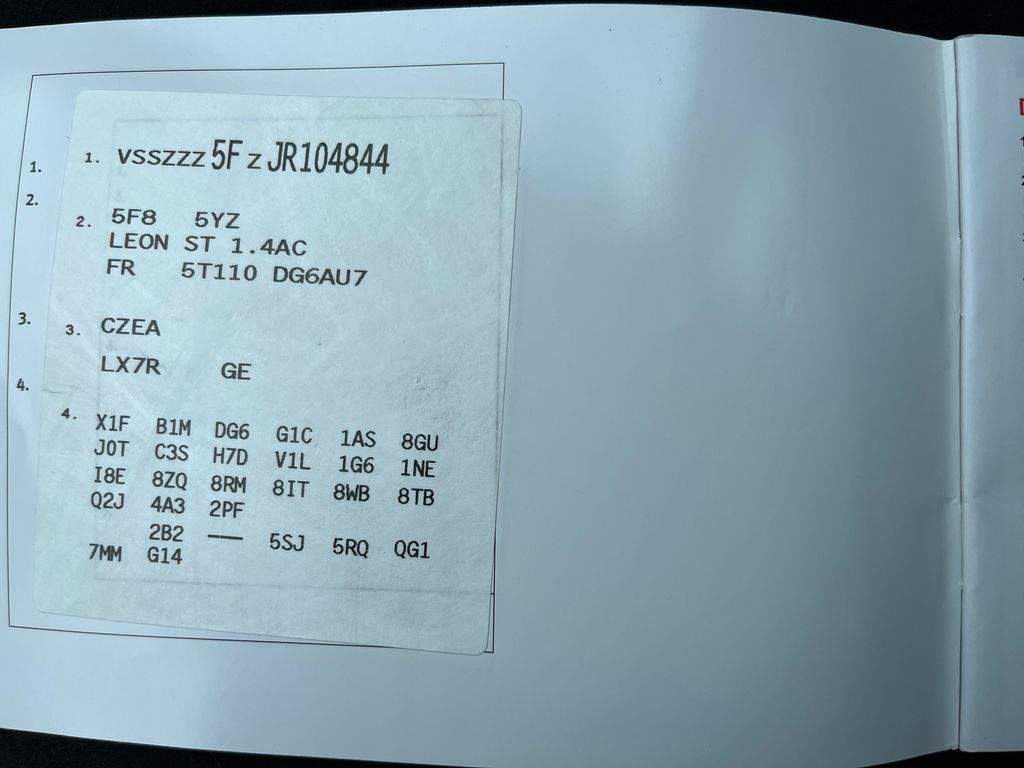 1.
2.
3.
4.
1. VSSZZZ 5F Z JR104844
2. 5F8 5YZ
LEON ST 1.4AC
FR 5T110 DG6AU7
3. CZEA
LX7R GE
4. X1F B1M DG6 G1C 1AS 8GU
J0T C3S H7D V1L 1G6 1NE
I8E 8ZQ 8RM 8IT 8WB 8TB
Q2J 4A3 2PF
2B2 --- 5SJ 5RQ QG1
7MM G14